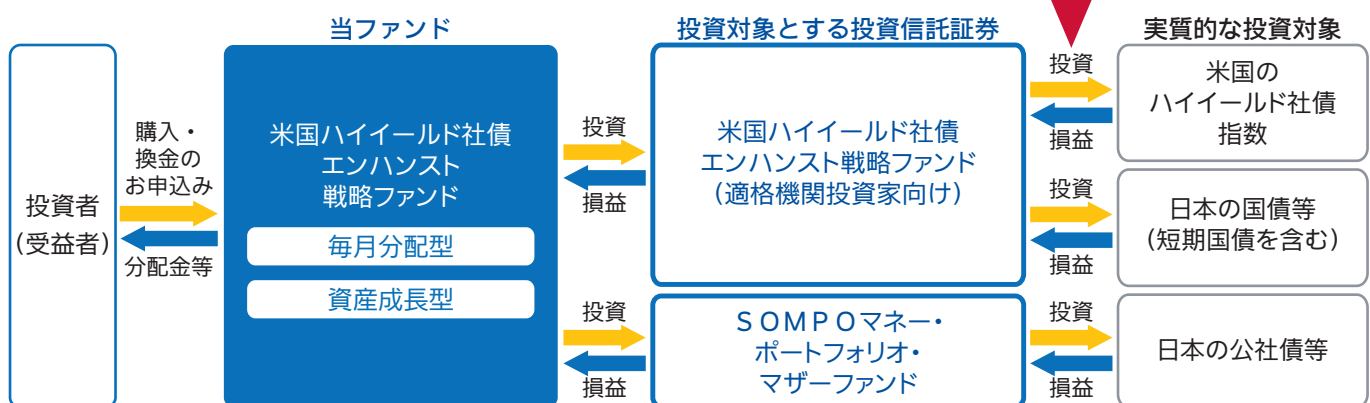 当ファンド
投資対象とする投資信託証券
実質的な投資対象
投資者
(受益者)
購入・
換金の
お申込み
分配金等
米国ハイイールド社債
エンハンスト
戦略ファンド
毎月分配型
資産成長型
投資
損益
投資
損益
米国ハイイールド社債
エンハンスト戦略ファンド
(適格機関投資家向け)
SOMPOマネー・
ポートフォリオ・
マザーファンド
投資
損益
投資
損益
投資
損益
米国の
ハイイールド社債
指数
日本の国債等
(短期国債を含む)
日本の公社債等